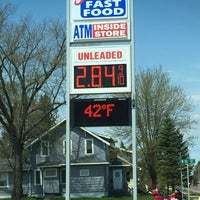 FAST
FOOD
ATM INSIDE
STORE
UNLEADED
2.84 9/10
42°F